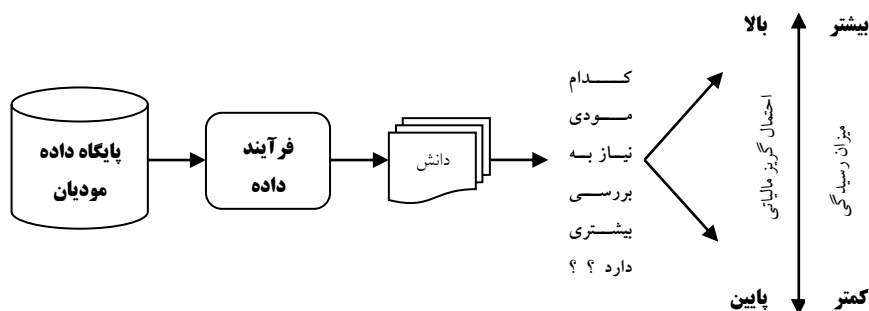 پایگاه داده
مودیان
فرآیند
داده
دانش
کدام
مودی
نیاز به
بررسی
بیشتری
دارد ؟ ؟
بالا
احتمال گریز مالیاتی
پایین
بیشتر
میزان رسیدگی
کمتر